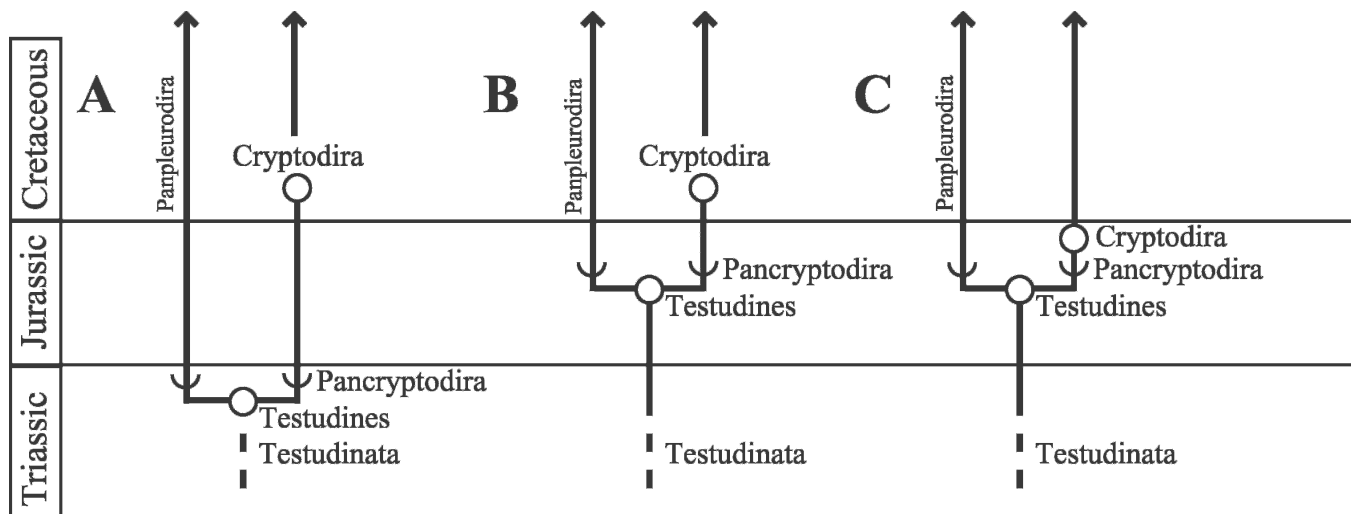 Cretaceous
Jurassic
Triassic
A
Panpleurodira
Cryptodira
Pancryptodira
Testudines
Testudinata
B
Panpleurodira
Cryptodira
Pancryptodira
Testudines
Testudinata
C
Panpleurodira
Cryptodira
Pancryptodira
Testudines
Testudinata